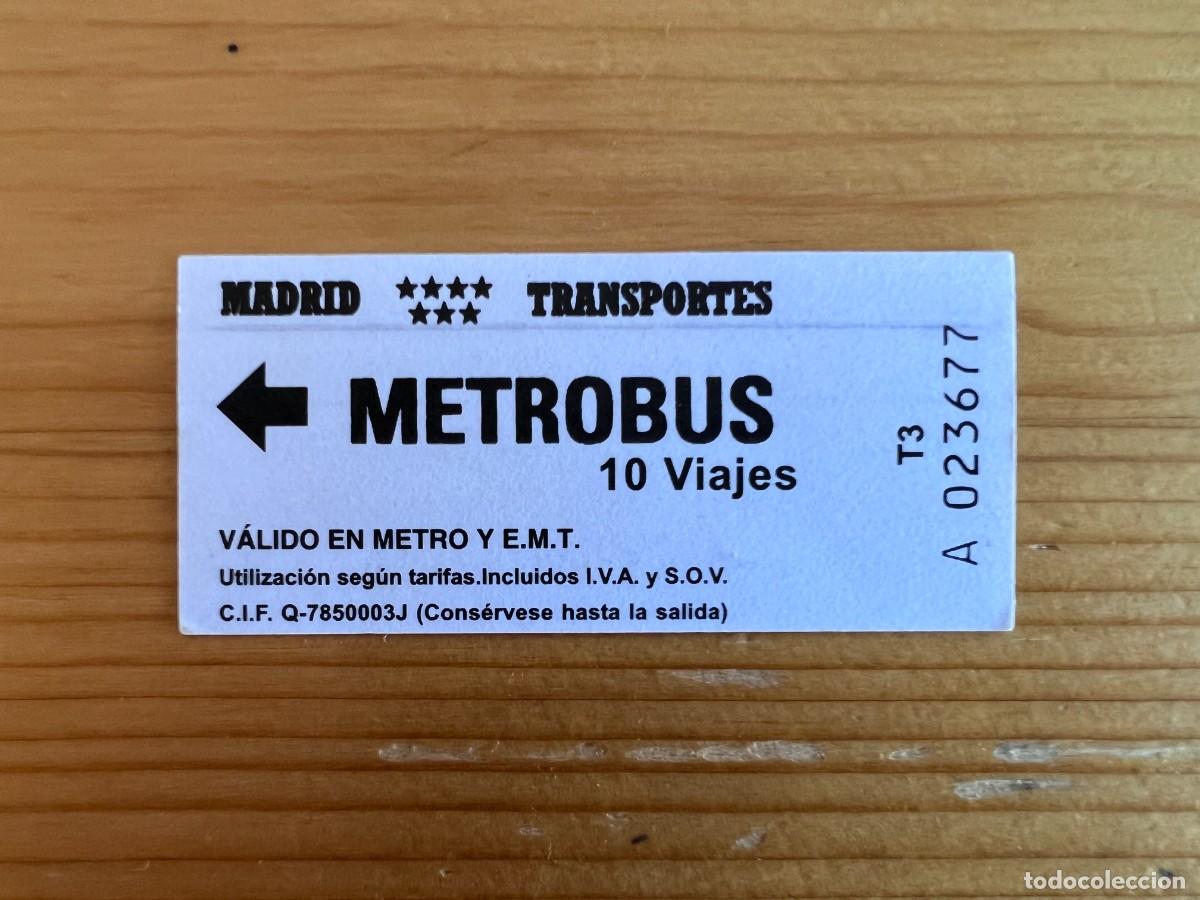 MADRID TRANSPORTES
METROBUS
10 Viajes
VÁLIDO EN METRO Y E.M.T.
Utilización según tarifas.Incluidos I.V.A. y S.O.V.
C.I.F. Q-7850003J (Consérvese hasta la salida)
T3
A 023677
todocoleccion